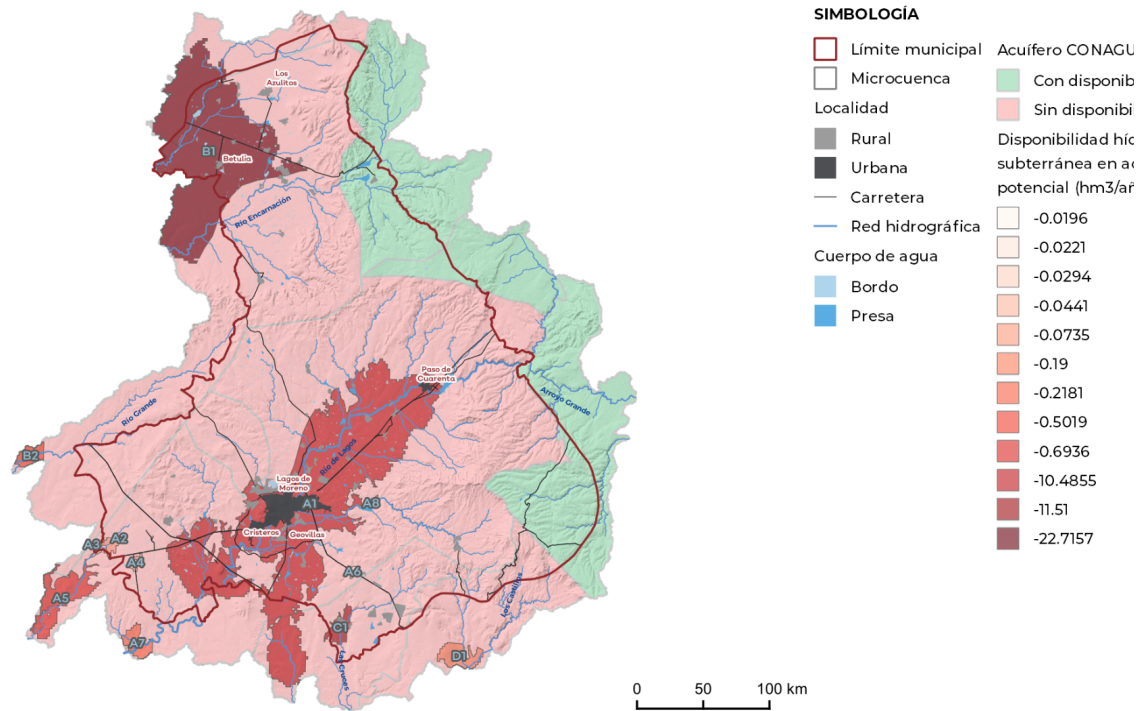 SIMBOLOGÍA
Límite municipal
Microcuenca
Localidad
Rural
Urbana
Carretera
Red hidrográfica
Cuerpo de agua
Bordo
Presa
Acuífero CONAGU
Con disponib
Sin disponibi
Disponibilidad híd
subterránea en ac
potencial (hm3/añ
-0.0196
-0.0221
-0.0294
-0.0441
-0.0735
-0.19
-0.2181
-0.5019
-0.6936
-10.4855
-11.51
-22.7157
Los
Azulitos
B1
Betulia
Río Encarnación
Paso de
Cuarenta
Arroyo Grande
Río Grande
B2
Río de Lagos
Lagos de
Moreno
A1
A8
Cristeros
Geovillas
A3
A2
A4
A5
A6
A7
C1
D1
Los Castillos
Las Cruces
0 50 100 km